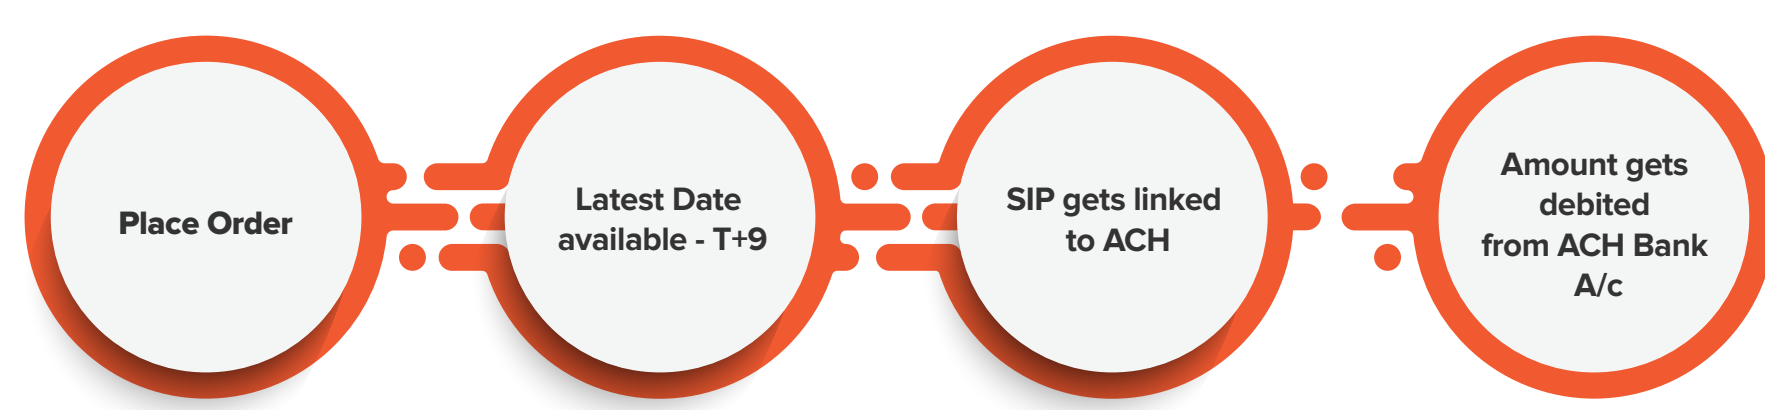 Place Order
Latest Date
available - T+9
SIP gets linked
to ACH
Amount gets
debited
from ACH Bank
A/c